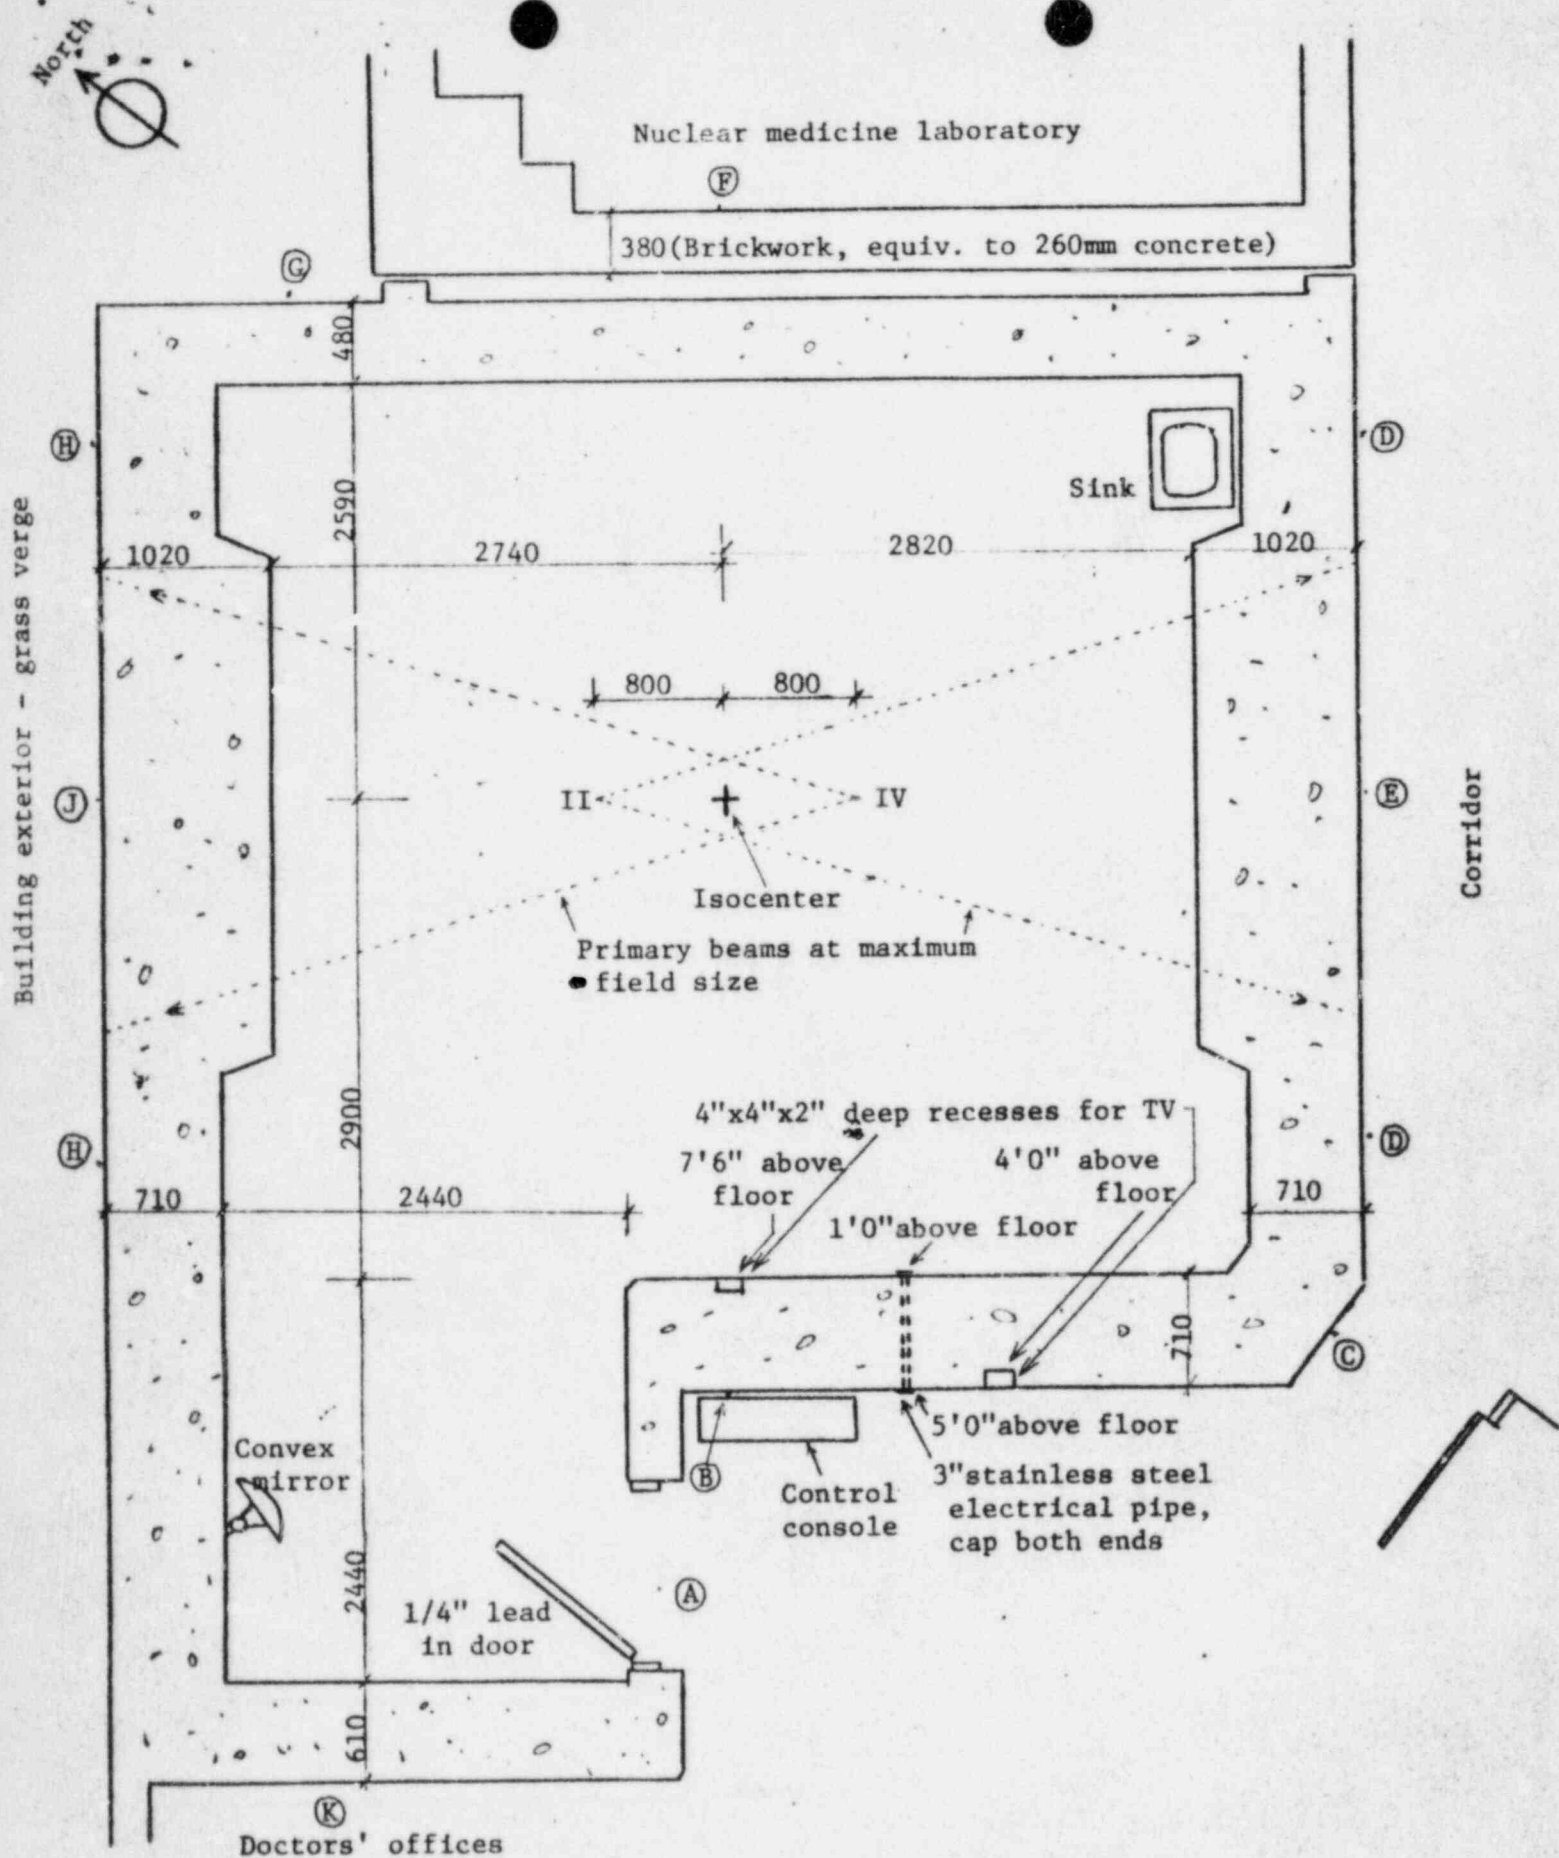 North
Nuclear medicine laboratory
F
380(Brickwork, equiv. to 260mm concrete)
G
480
H
D
Sink
2590
1020
2740
2820
1020
Building exterior - grass verge
800
800
J
II
IV
E
Corridor
Isocenter
Primary beams at maximum
field size
2900
4"x4"x2" deep recesses for TV
7'6" above
floor
4'0" above
floor
H
D
710
2440
710
1'0"above floor
710
C
Convex
mirror
B
Control
console
5'0"above floor
3"stainless steel
electrical pipe,
cap both ends
2440
1/4" lead
in door
A
610
K
Doctors' offices